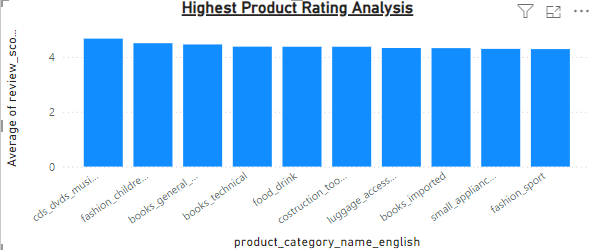 Highest Product Rating Analysis
Average of review_sco...
4
2
0
cds_dvds_musi...
fashion_childre...
books_general_...
books_technical
food_drink
costruction_too...
luggage_access...
books_imported
small_applianc...
fashion_sport
product_category_name_english